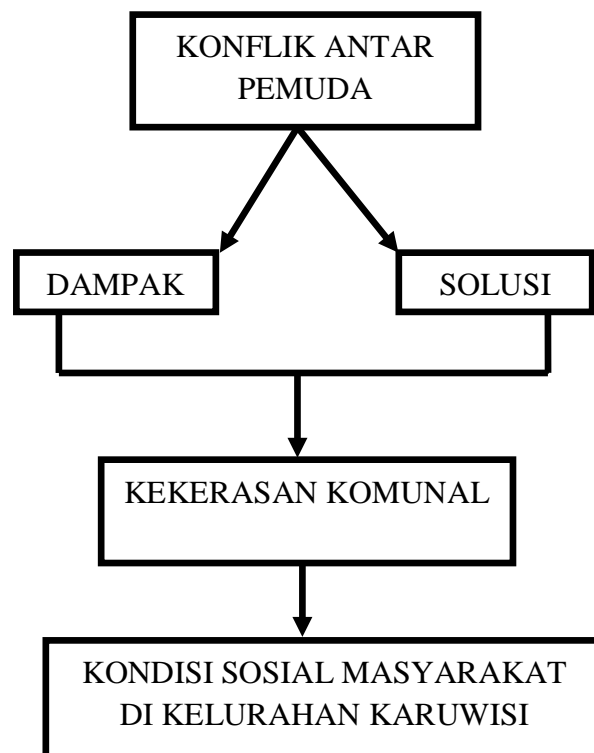 KONFLIK ANTAR
PEMUDA
DAMPAK
SOLUSI
KEKERASAN KOMUNAL
KONDISI SOSIAL MASYARAKAT
DI KELURAHAN KARUWISI